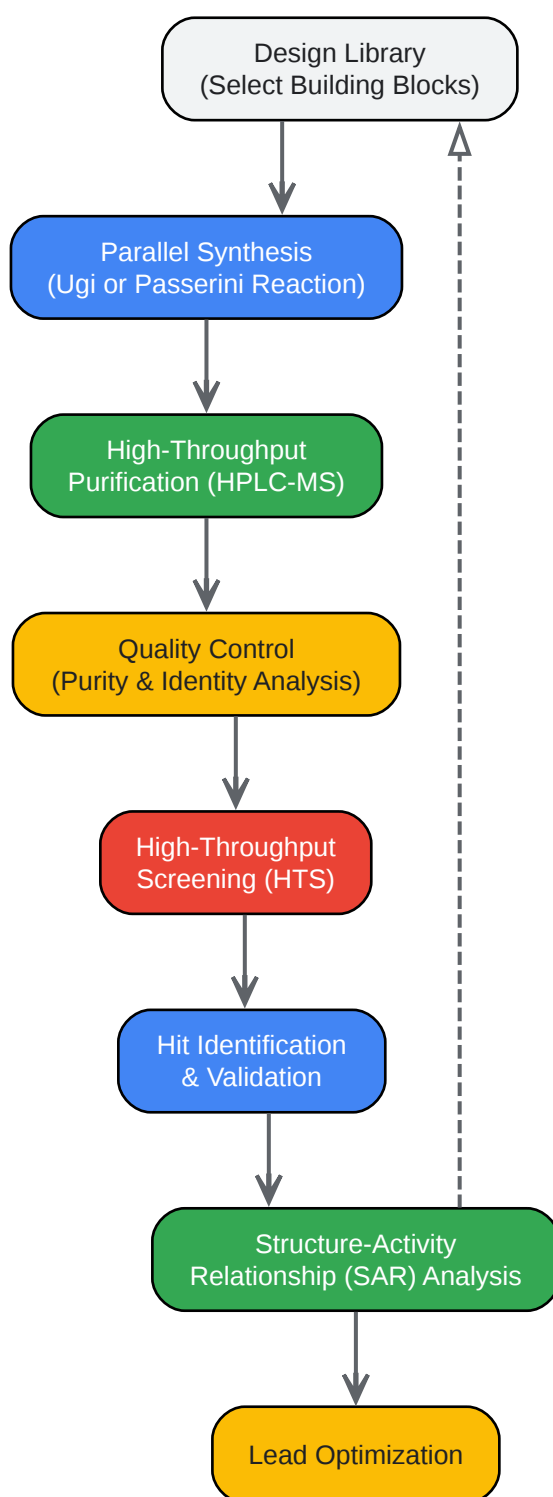 Design Library
(Select Building Blocks)
Parallel Synthesis
(Ugi or Passerini Reaction)
High-Throughput
Purification (HPLC-MS)
Quality Control
(Purity & Identity Analysis)
High-Throughput
Screening (HTS)
Hit Identification
& Validation
Structure-Activity
Relationship (SAR) Analysis
Lead Optimization